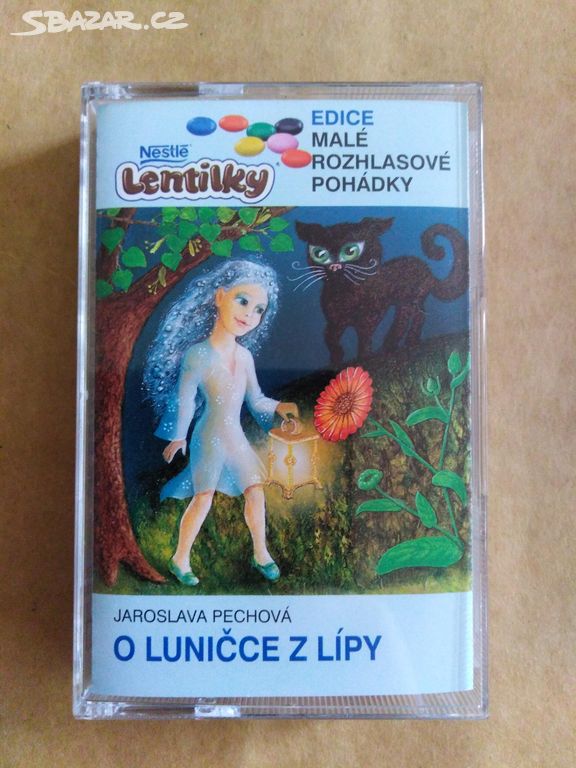 SBAZAR.CZ
EDICE
MALÉ
ROZHLASOVÉ
POHÁDKY
Nestlé
Lentilky
JAROSLAVA PECHOVÁ
O LUNIČCE Z LÍPY